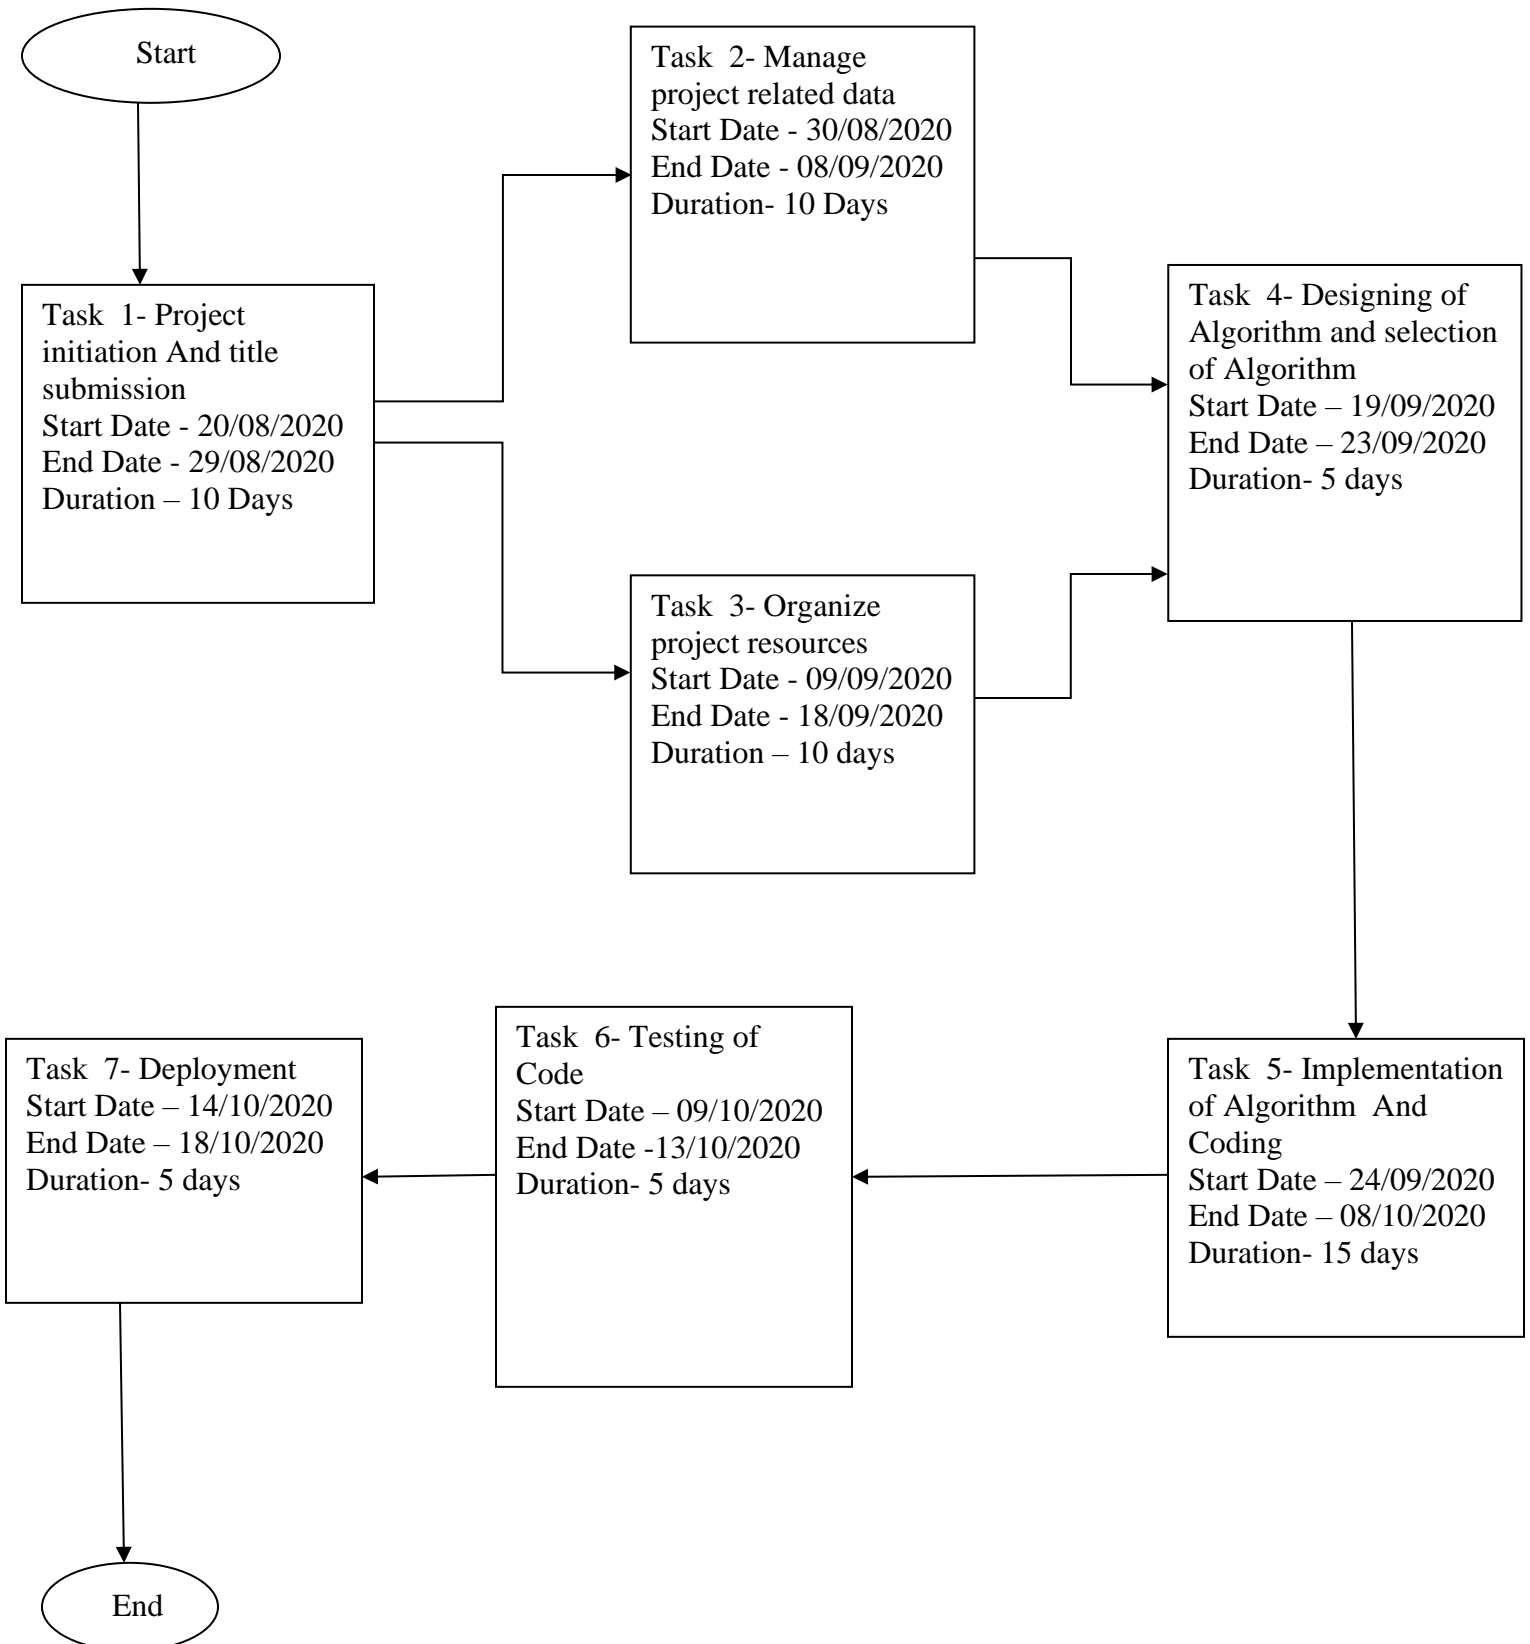 Start
Task  1- Project
initiation And title
submission
Start Date - 20/08/2020
End Date - 29/08/2020
Duration – 10 Days
Task  2- Manage
project related data
Start Date - 30/08/2020
End Date - 08/09/2020
Duration- 10 Days
Task  3- Organize
project resources
Start Date - 09/09/2020
End Date - 18/09/2020
Duration – 10 days
Task  4- Designing of
Algorithm and selection
of Algorithm
Start Date – 19/09/2020
End Date – 23/09/2020
Duration- 5 days
Task  5- Implementation
of Algorithm  And
Coding
Start Date – 24/09/2020
End Date – 08/10/2020
Duration- 15 days
Task  6- Testing of
Code
Start Date – 09/10/2020
End Date -13/10/2020
Duration- 5 days
Task  7- Deployment
Start Date – 14/10/2020
End Date – 18/10/2020
Duration- 5 days
End